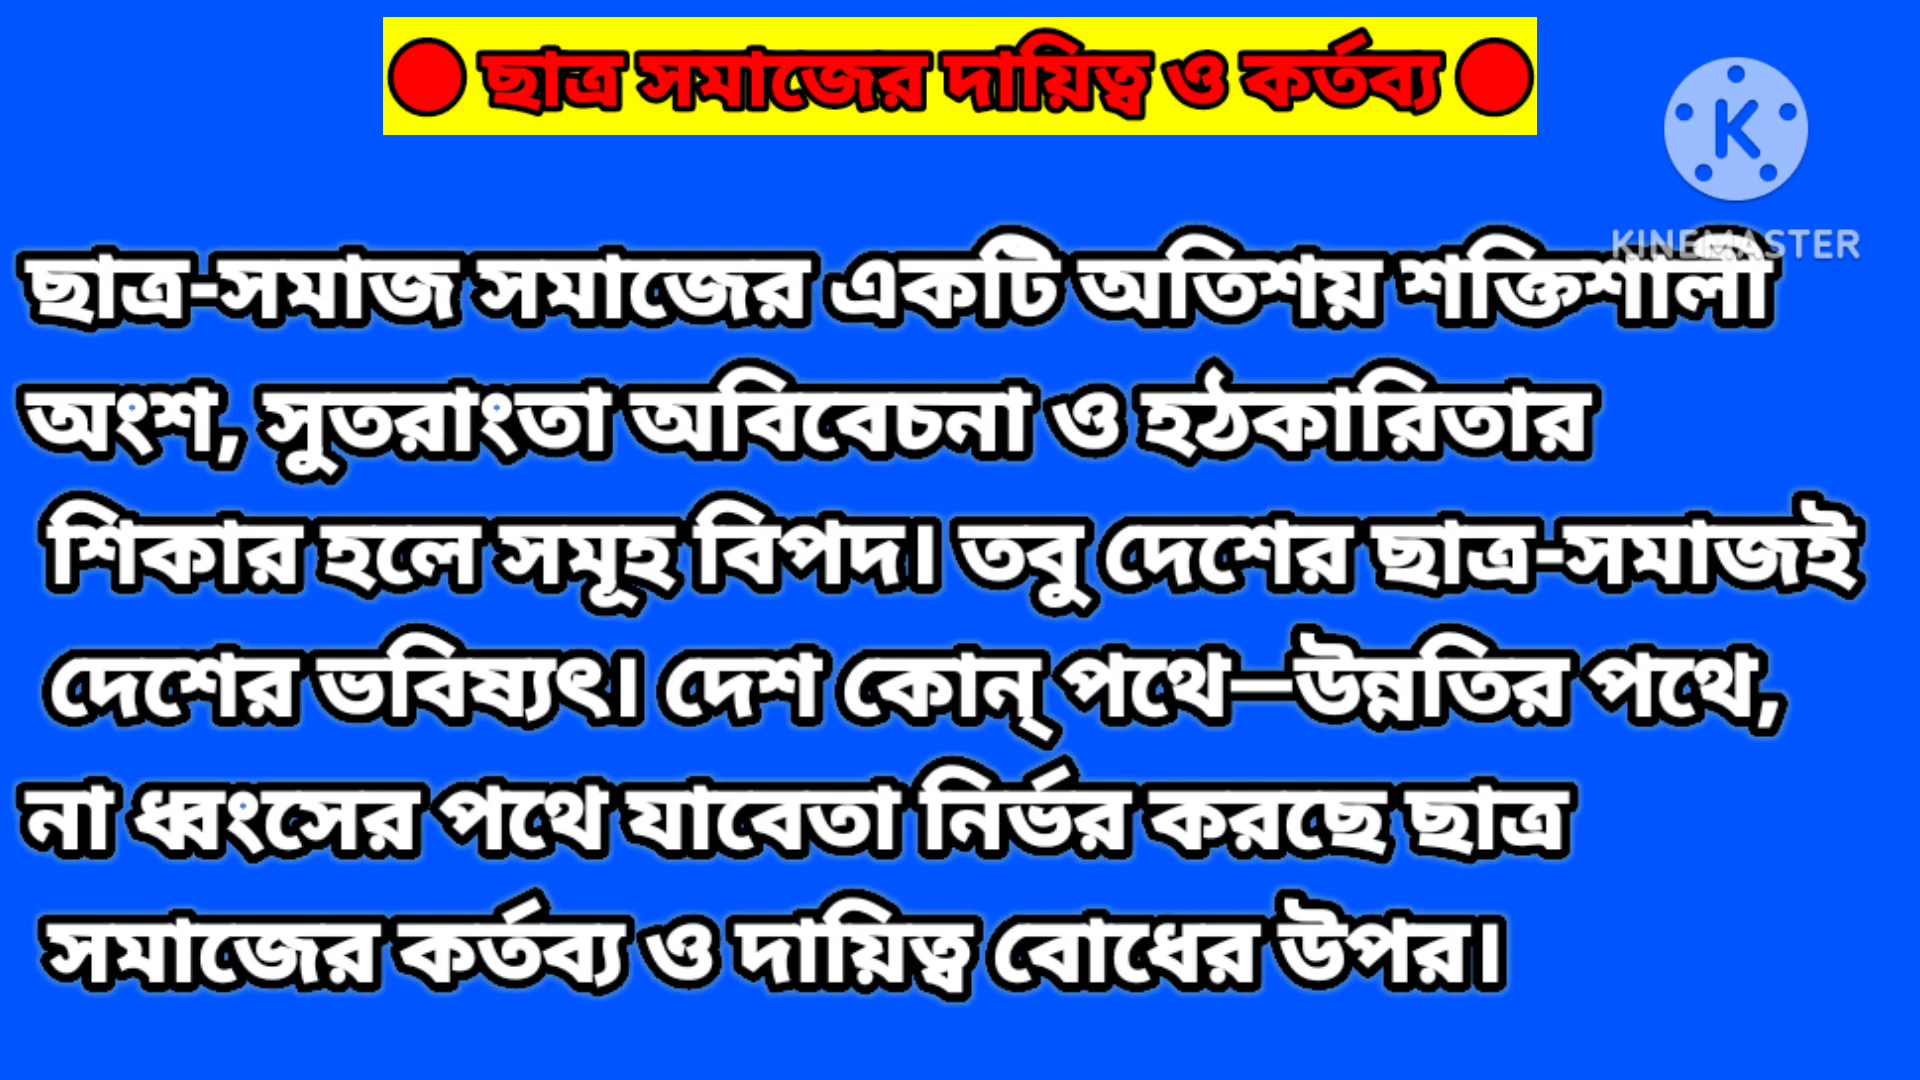 ছাত্র সমাজের দায়িত্ব ও কর্তব্য
KINEMASTER
ছাত্র-সমাজ সমাজের একটি অতিশয় শক্তিশালী
অংশ, সুতরাংতা অবিবেচনা ও হঠকারিতার
শিকার হলে সমূহ বিপদ। তবু দেশের ছাত্র-সমাজই
দেশের ভবিষ্যৎ। দেশ কোন্ পথে—উন্নতির পথে,
না ধ্বংসের পথে যাবেতা নির্ভর করছে ছাত্র
সমাজের কর্তব্য ও দায়িত্ব বোধের উপর।